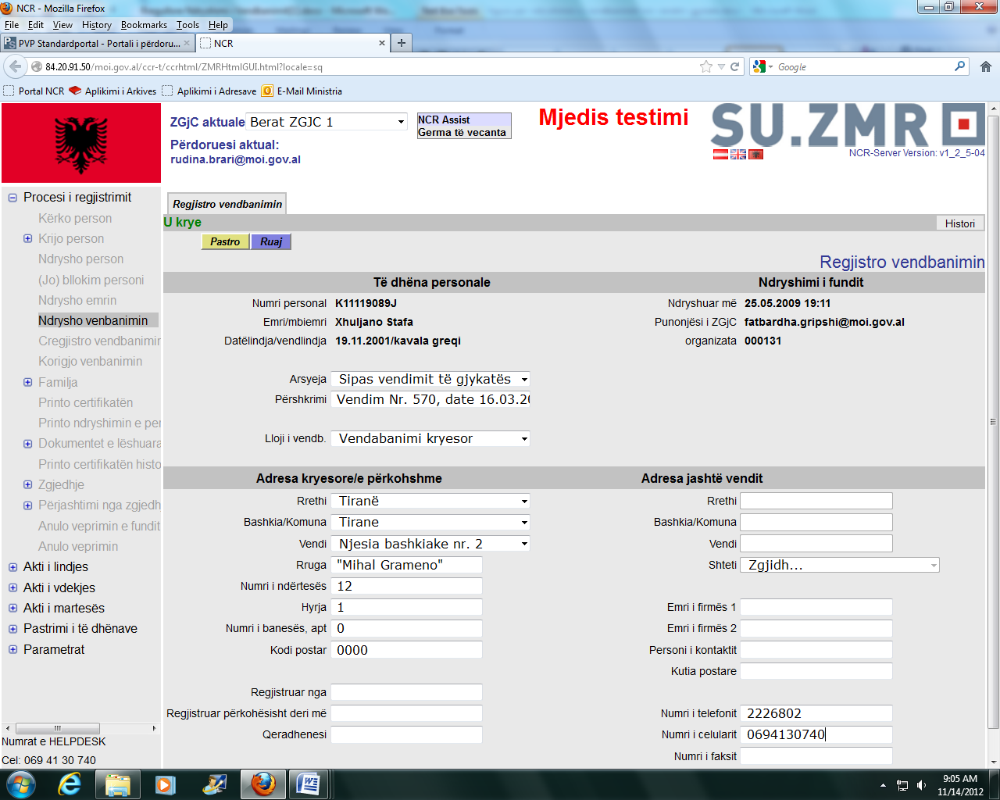 NCR - Mozilla Firefox
File Edit View History Bookmarks Tools Help
PVP Standardportal - Portali i përdoru...
NCR
84.20.91.50/moi.gov.al/ccr-t/ccrhtml/ZMRHtmlGUI.html?locale=sq
Google
Portal NCR Aplikimi i Arkives Aplikimi i Adresave E-Mail Ministria
ZGjC aktuale Berat ZGJC 1
NCR Assist
Germa të vecanta
Mjedis testimi
SU.ZMR
Përdoruesi aktual:
rudina.brari@moi.gov.al
NCR-Server Version: v1_2_5-04
Procesi i regjistrimit
Kërko person
Krijo person
Ndrysho person
(Jo) bllokim personi
Ndrysho emrin
Ndrysho venbanimin
Cregjistro vendbanimin
Korigjo venbanimin
Familja
Printo certifikatën
Printo ndryshimin e per
Dokumentet e lëshuara
Printo certifikatën histo
Zgjedhje
Përjashtimi nga zgjedh
Anulo veprimin e fundit
Anulo veprimin
Akti i lindjes
Akti i vdekjes
Akti i martesës
Pastrimi i të dhënave
Parametrat
Numrat e HELPDESK
Cel: 069 41 30 740
Regjistro vendbanimin
U krye
Histori
Pastro Ruaj
Regjistro vendbanimin
Të dhëna personale
Ndryshimi i fundit
Numri personal K11119089J
Ndryshuar më 25.05.2009 19:11
Emri/mbiemri Xhuljano Stafa
Punonjësi i ZGjC fatbardha.gripshi@moi.gov.al
Datëlindja/vendlindja 19.11.2001/kavala greqi
organizata 000131
Arsyeja Sipas vendimit të gjykatës
Përshkrimi Vendim Nr. 570, date 16.03.20
Lloji i vendb. Vendabanimi kryesor
Adresa kryesore/e përkohshme
Adresa jashtë vendit
Rrethi Tiranë
Rrethi
Bashkia/Komuna Tirane
Bashkia/Komuna
Vendi Njesia bashkiake nr. 2
Vendi
Rruga "Mihal Grameno"
Shteti Zgjidh...
Numri i ndërtesës 12
Hyrja 1
Emri i firmës 1
Numri i banesës, apt 0
Emri i firmës 2
Kodi postar 0000
Personi i kontaktit
Kutia postare
Regjistruar nga
Regjistruar përkohësisht deri më
Numri i telefonit 2226802
Qeradhenesi
Numri i celularit 0694130740
Numri i faksit
9:05 AM
11/14/2012